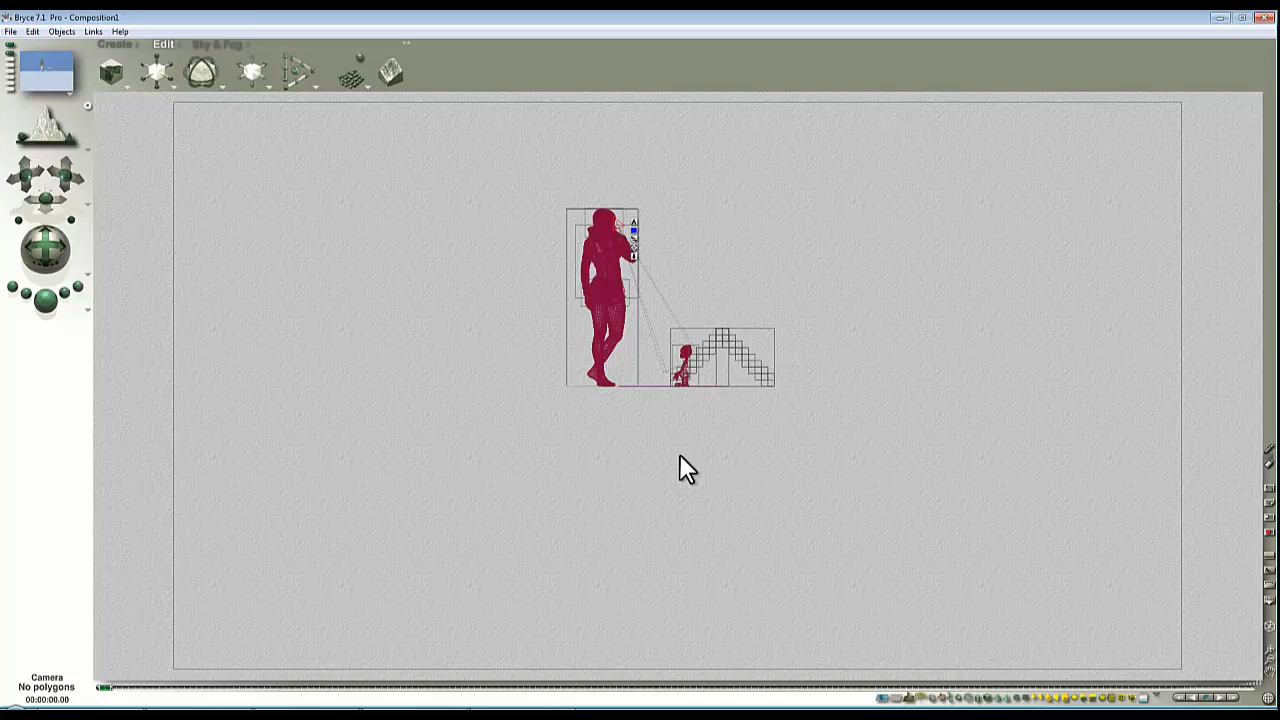 Bryce 7.1 Pro - Composition1
File Edit Objects Links Help
Create Edit Sky & Fog
A
Camera
No polygons
00:00:00.00